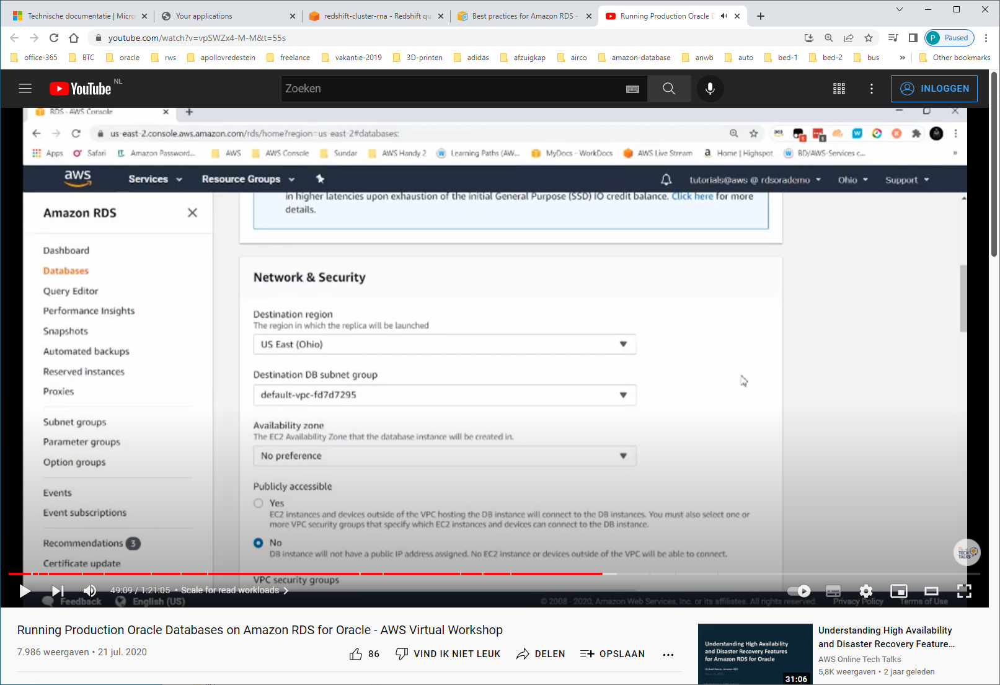 Technische documentatie | Micro
Your applications
redshift-cluster-rna - Redshift qu
Best practices for Amazon RDS -
Running Production Oracle D
youtube.com/watch?v=vpSWZx4-M-M&t=55s
P Paused
office-365 BTC oracle rws apollovredestein freelance vakantie-2019 3D-printen adidas afzuigkap airco amazon-database anwb auto bed-1 bed-2 bus » Other bookmarks
YouTube NL
Zoeken
INLOGGEN
RDS - AWS Console
us-east-2.console.aws.amazon.com/rds/home?region=us-east-2#databases:
Apps Safari Amazon Password... AWS AWS Console Sundar AWS Handy 2 Learning Paths (AW... MyDocs - WorkDocs AWS Live Stream Home | Highspot BD/AWS-Services c... »
aws Services Resource Groups tutorials@aws @ rdsorademo Ohio Support
in higher latencies upon exhaustion of the initial General Purpose (SSD) IO credit balance. Click here for more
details.
Amazon RDS
Dashboard
Databases
Query Editor
Performance Insights
Snapshots
Automated backups
Reserved instances
Proxies
Subnet groups
Parameter groups
Option groups
Events
Event subscriptions
Recommendations 3
Certificate update
Network & Security
Destination region
The region in which the replica will be launched
US East (Ohio)
Destination DB subnet group
default-vpc-fd7d7295
Availability zone
The EC2 Availability Zone that the database instance will be created in.
No preference
Publicly accessible
Yes
EC2 instances and devices outside of the VPC hosting the DB instance will connect to the DB instances. You must also select one or
more VPC security groups that specify which EC2 instances and devices can connect to the DB instance.
No
DB instance will not have a public IP address assigned. No EC2 instance or devices outside of the VPC will be able to connect.
VPC security groups
TECH
TALKS
49:09 / 1:21:05 • Scale for read workloads
Feedback English (US)
© 2008 - 2020, Amazon Web Services, Inc. or its affiliates. All rights reserved. Privacy Policy Terms of Use
Running Production Oracle Databases on Amazon RDS for Oracle - AWS Virtual Workshop
7.986 weergaven • 21 jul. 2020
86 VIND IK NIET LEUK DELEN OPSLAAN
Understanding High Availability
and Disaster Recovery Features
for Amazon RDS for Oracle
31:06
Understanding High Availability
and Disaster Recovery Feature...
AWS Online Tech Talks
5,8K weergaven • 2 jaar geleden